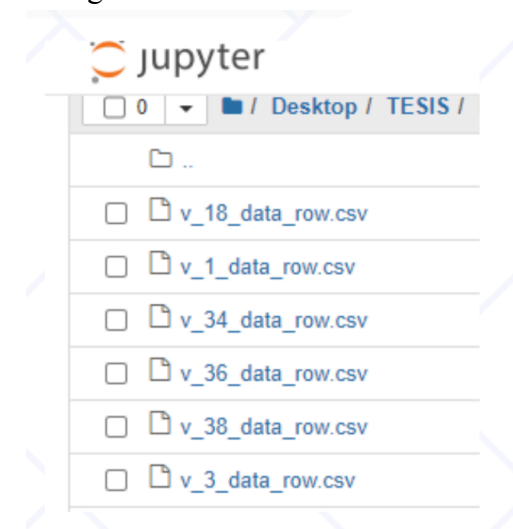 jupyter
0 / Desktop / TESIS /
..
v_18_data_row.csv
v_1_data_row.csv
v_34_data_row.csv
v_36_data_row.csv
v_38_data_row.csv
v_3_data_row.csv